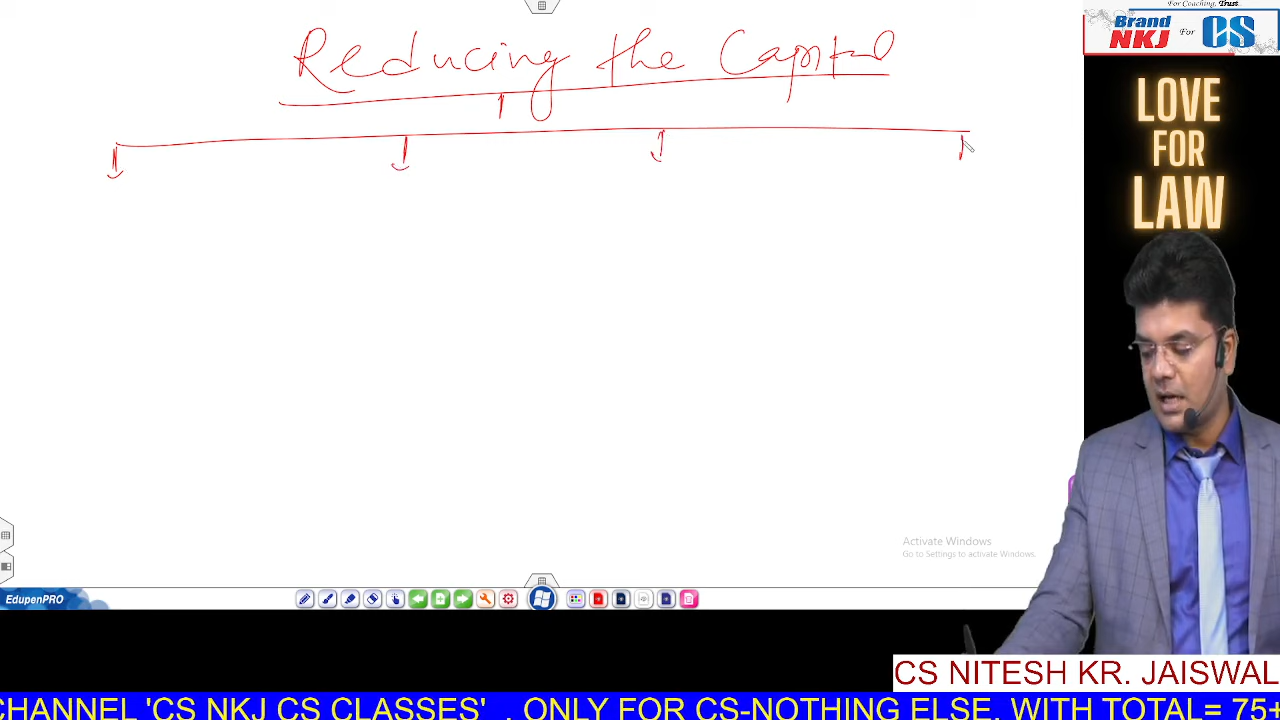 For Coaching, Trust
Brand
NKJ
For
CS
Reducing the Capital
LOVE
FOR
LAW
Activate Windows
Go to Settings to activate Windows.
EdupenPRO
CS NITESH KR. JAISWAL
CHANNEL 'CS NKJ CS CLASSES' , ONLY FOR CS-NOTHING ELSE, WITH TOTAL= 75+